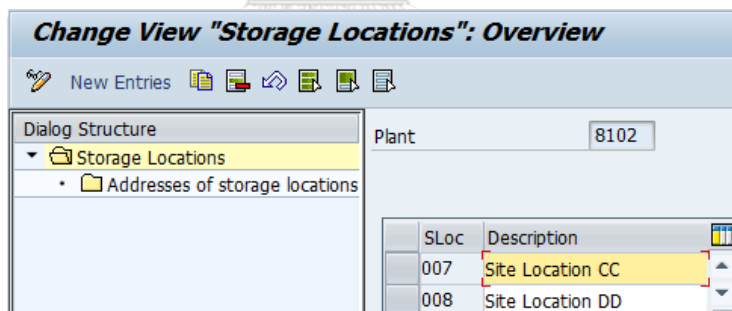 Change View "Storage Locations": Overview
New Entries
Dialog Structure
Storage Locations
Addresses of storage locations
Plant 8102
SLoc Description
007 Site Location CC
008 Site Location DD